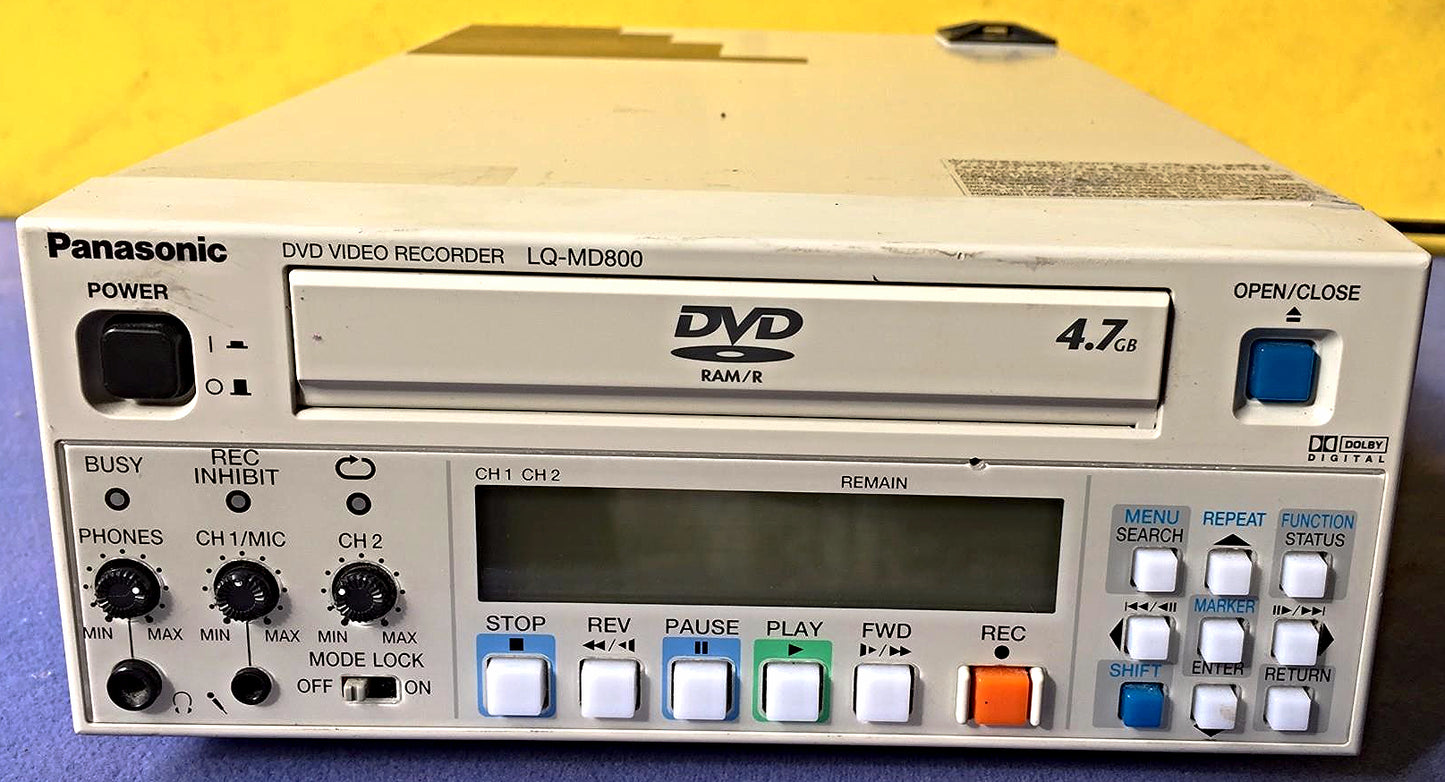 Panasonic
DVD VIDEO RECORDER LQ-MD800
POWER
OPEN/CLOSE
DVD
RAM/R
4.7GB
DOLBY
DIGITAL
BUSY
REC
INHIBIT
PHONES
CH 1/MIC
CH 2
MIN MAX
MIN MAX
MIN MAX
MODE LOCK
OFF ON
CH 1 CH 2
REMAIN
STOP
REV
PAUSE
PLAY
FWD
REC
MENU
SEARCH
REPEAT
FUNCTION
STATUS
MARKER
SHIFT
ENTER
RETURN